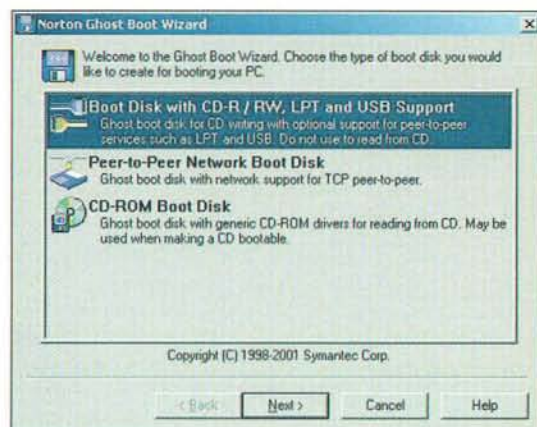 Norton Ghost Boot Wizard
Welcome to the Ghost Boot Wizard. Choose the type of boot disk you would
like to create for booting your PC.
Boot Disk with CD-R / RW, LPT and USB Support
Ghost boot disk for CD writing with optional support for peer-to-peer
services such as LPT and USB. Do not use to read from CD.
Peer-to-Peer Network Boot Disk
Ghost boot disk with network support for TCP peer-to-peer.
CD-ROM Boot Disk
Ghost boot disk with generic CD-ROM drivers for reading from CD. May be
used when making a CD bootable.
Copyright (C) 1998-2001 Symantec Corp.
< Back
Next >
Cancel
Help